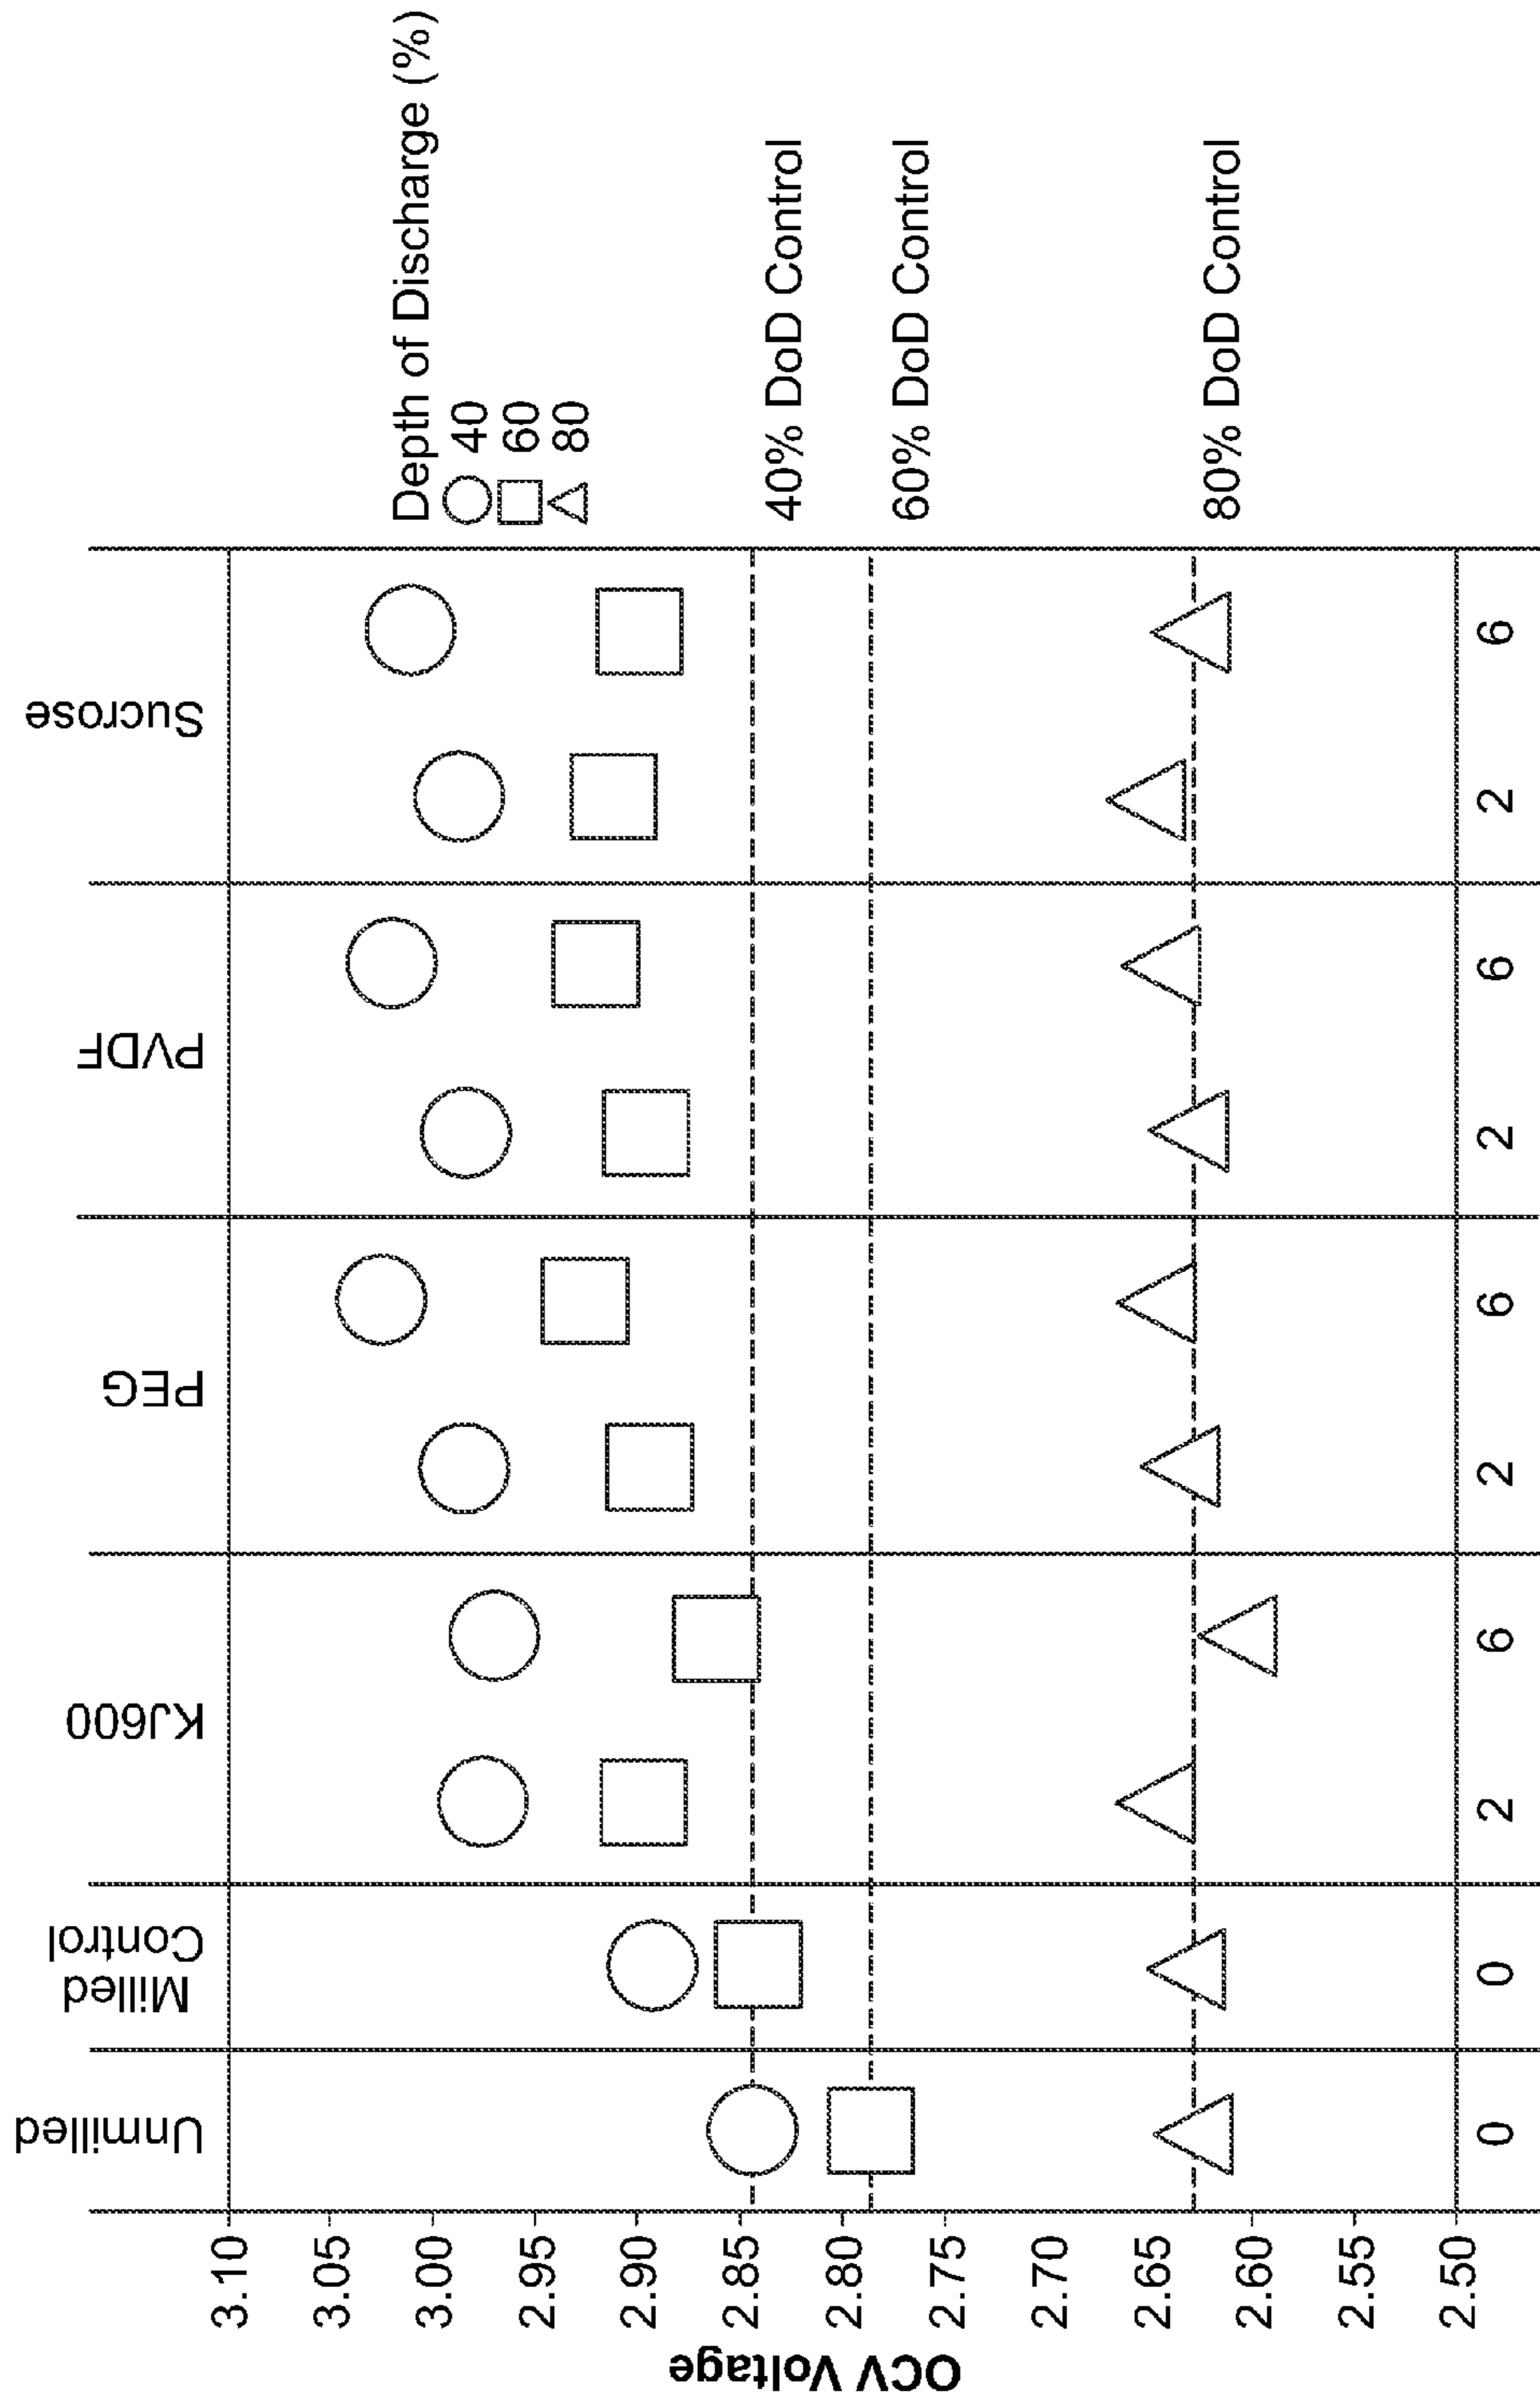 Unmilled
Milled
Control
KJ600
PEG
PVDF
Sucrose
OCV Voltage
3.10
3.05
3.00
2.95
2.90
2.85
2.80
2.75
2.70
2.65
2.60
2.55
2.50
Depth of Discharge (%)
40
60
80
40% DoD Control
60% DoD Control
80% DoD Control
0 0 2 6 2 6 2 6 2 6